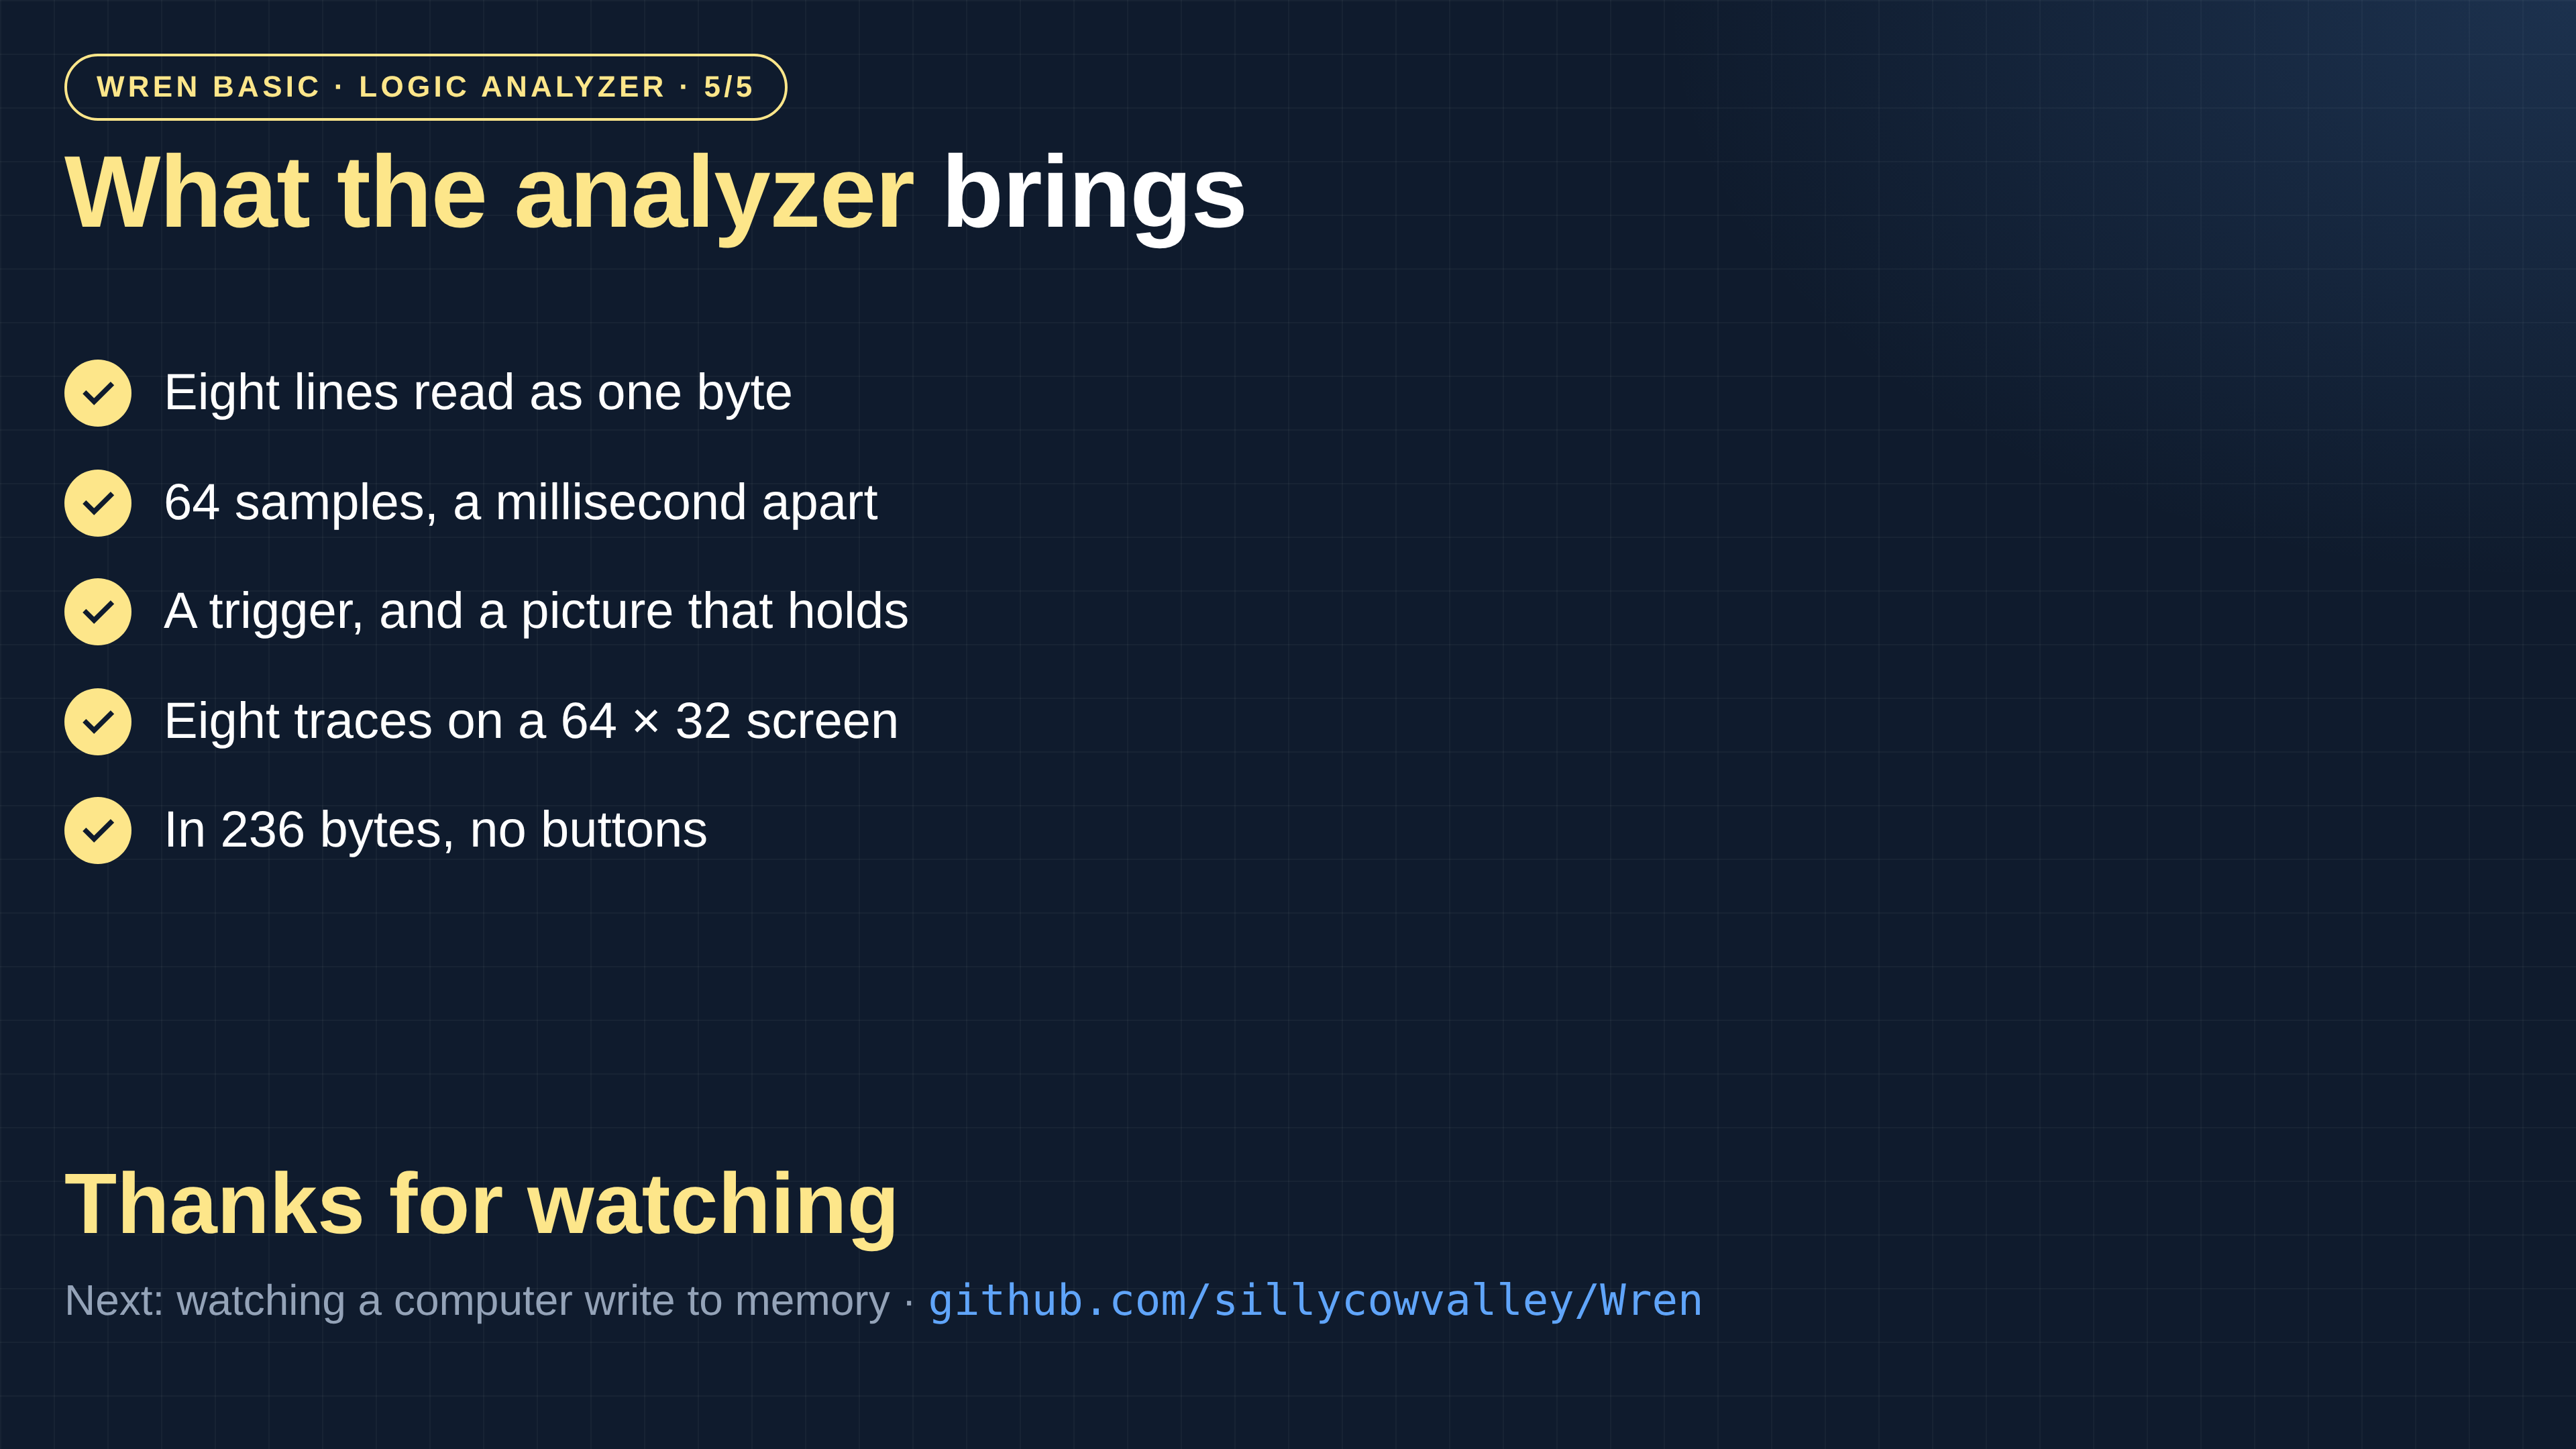 WREN BASIC · LOGIC ANALYZER · 5/5
What the analyzer brings
Eight lines read as one byte
64 samples, a millisecond apart
A trigger, and a picture that holds
Eight traces on a 64 × 32 screen
In 236 bytes, no buttons
Thanks for watching
Next: watching a computer write to memory · github.com/sillycowvalley/Wren